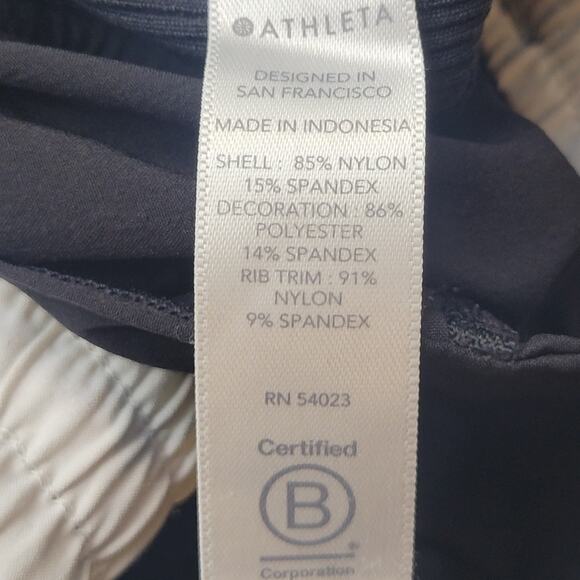 ATHLETA
DESIGNED IN
SAN FRANCISCO
MADE IN INDONESIA
SHELL : 85% NYLON
15% SPANDEX
DECORATION : 86%
POLYESTER
14% SPANDEX
RIB TRIM : 91%
NYLON
9% SPANDEX
RN 54023
Certified
B
®
Corporation